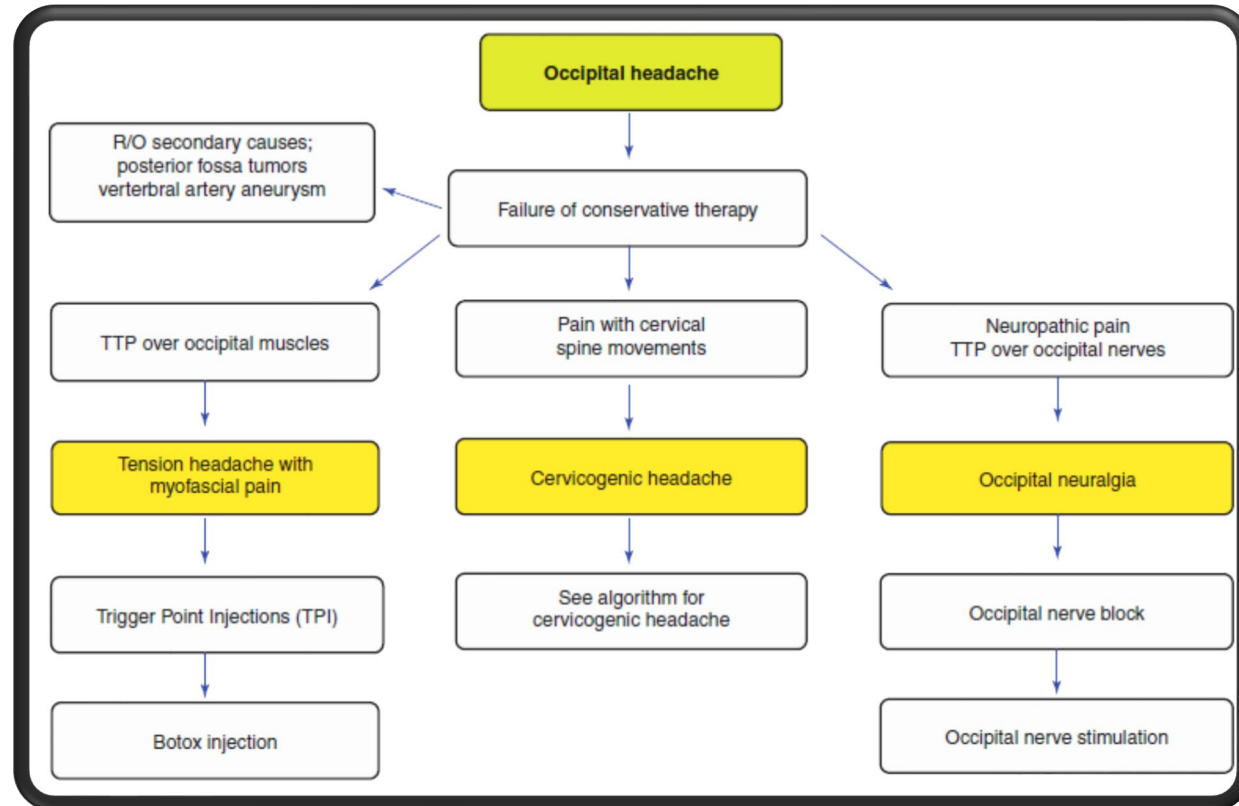 Occipital headache
R/O secondary causes;
posterior fossa tumors
verterbral artery aneurysm
Failure of conservative therapy
TTP over occipital muscles
Pain with cervical
spine movements
Neuropathic pain
TTP over occipital nerves
Tension headache with
myofascial pain
Cervicogenic headache
Occipital neuralgia
Trigger Point Injections (TPI)
See algorithm for
cervicogenic headache
Occipital nerve block
Botox injection
Occipital nerve stimulation